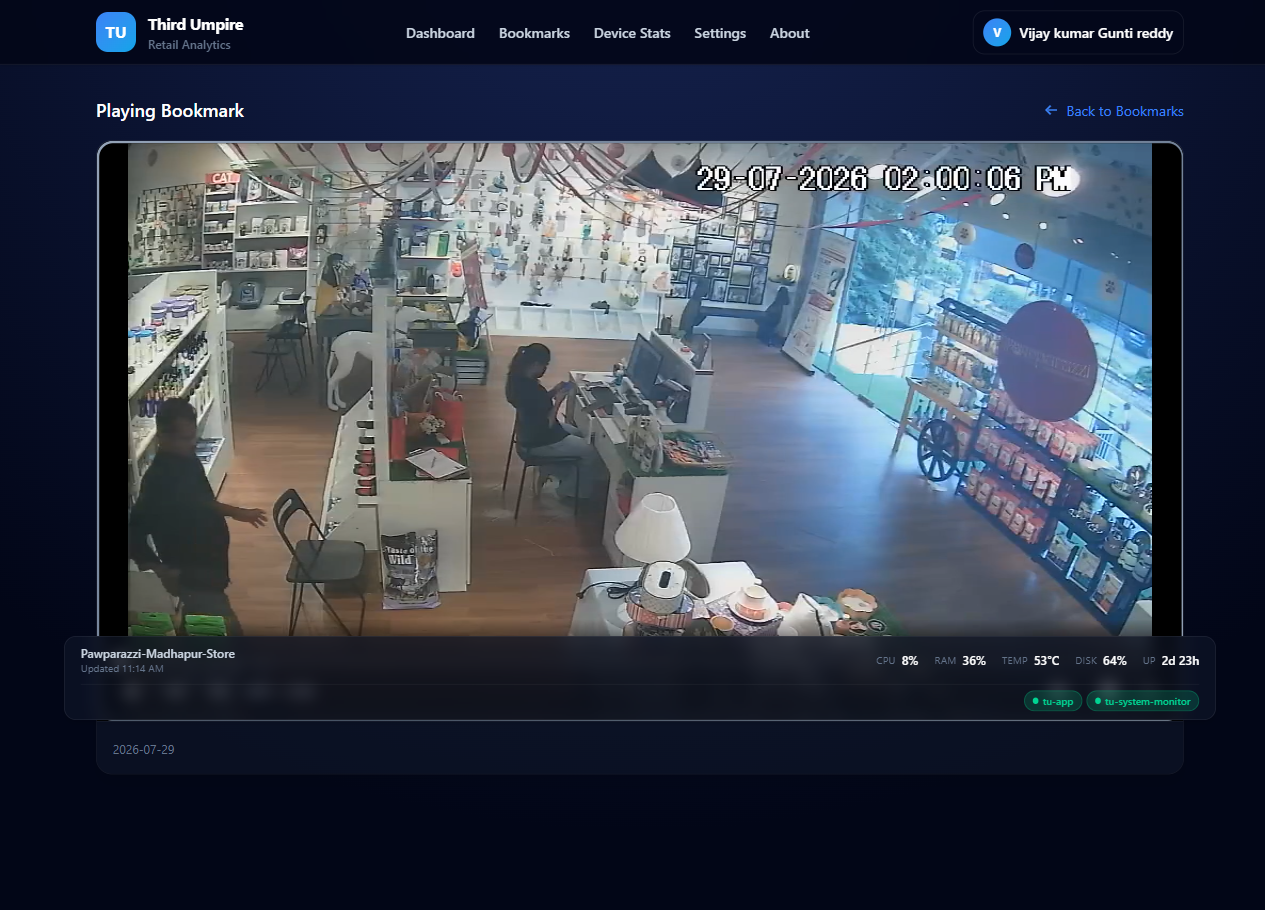 TU
Third Umpire
Retail Analytics
Dashboard
Bookmarks
Device Stats
Settings
About
V
Vijay kumar Gunti reddy
Playing Bookmark
← Back to Bookmarks
29-07-2026 02:00:06 PM
CAT
Taste of the
Wild
Pawparazzi-Madhapur-Store
Updated 11:14 AM
CPU 8%
RAM 36%
TEMP 53°C
DISK 64%
UP 2d 23h
tu-app
tu-system-monitor
2026-07-29